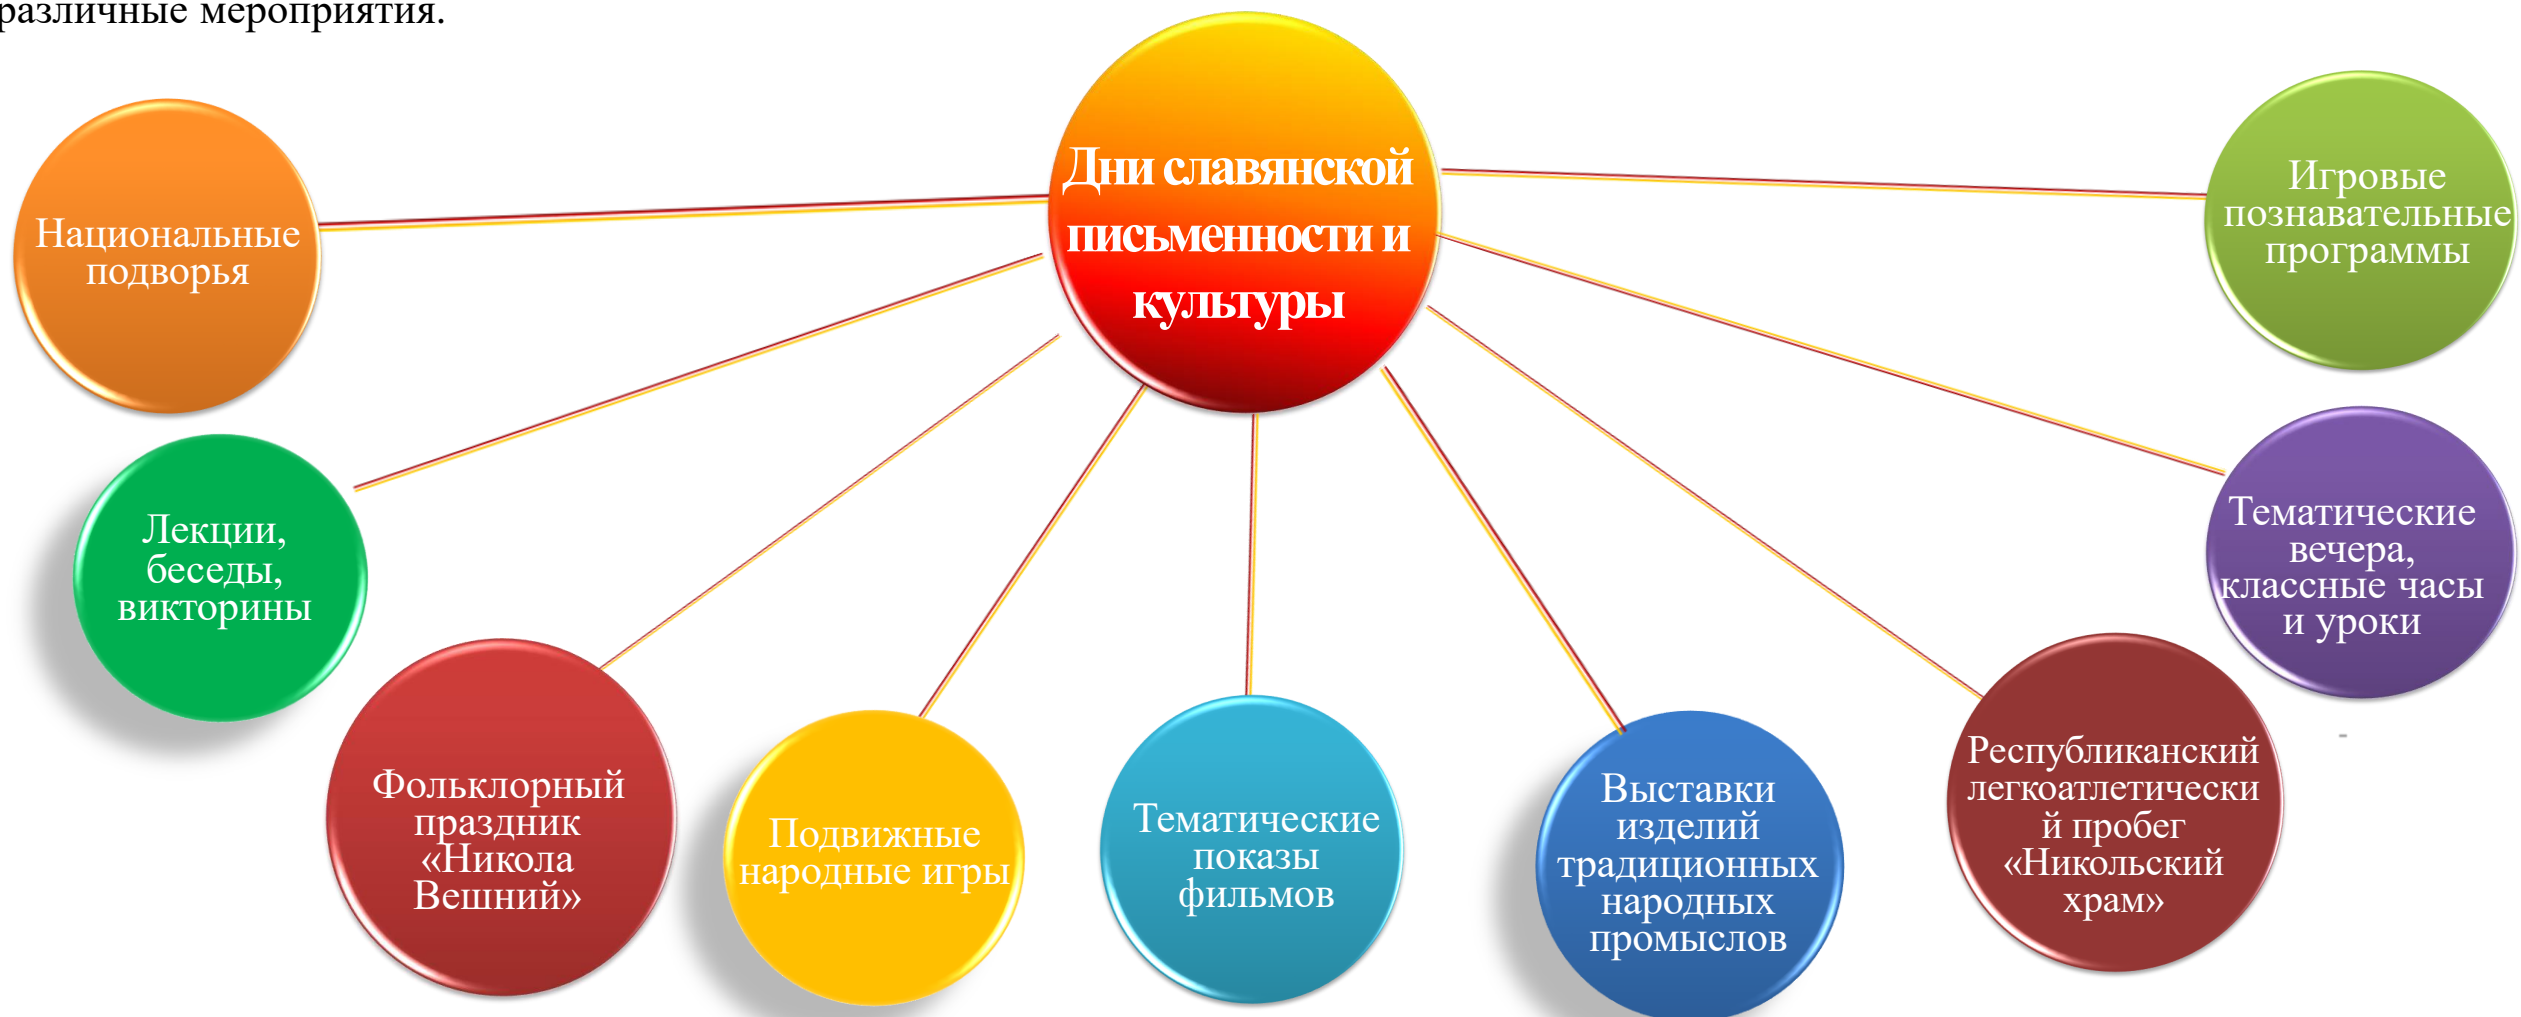 различные мероприятия.
Дни славянской
письменности и
культуры
Национальные
подворья
Лекции,
беседы,
викторины
Фольклорный
праздник
«Никола
Вешний»
Подвижные
народные игры
Тематические
показы
фильмов
Выставки
изделий
традиционных
народных
промыслов
Республиканский
легкоатлетически
й пробег
«Никольский
храм»
Тематические
вечера,
классные часы
и уроки
Игровые
познавательные
программы